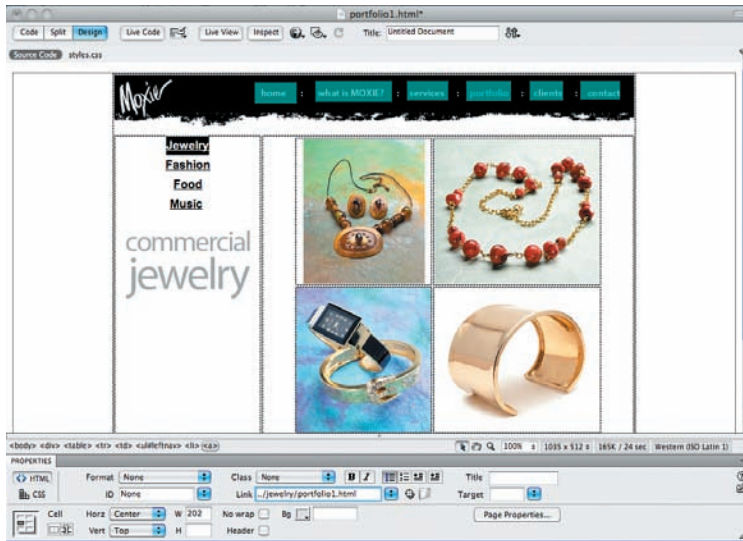 portfolio1.html*
Code Split Design Live Code Live View Inspect Title: Untitled Document
Source Code styles.css
Moxie home : what is MOXIE? : services : portfolio : clients : contact
Jewelry
Fashion
Food
Music
commercial
jewelry
<body> <div> <table> <tr> <td> <ul#leftnav> <li> <a> 100% 1035 x 512 165K / 24 sec Western (ISO Latin 1)
PROPERTIES
<> HTML Format None Class None B I Title
CSS ID None Link ../jewelry/portfolio1.html Target
Cell Horz Center W 202 No wrap Bg Page Properties...
Vert Top H Header